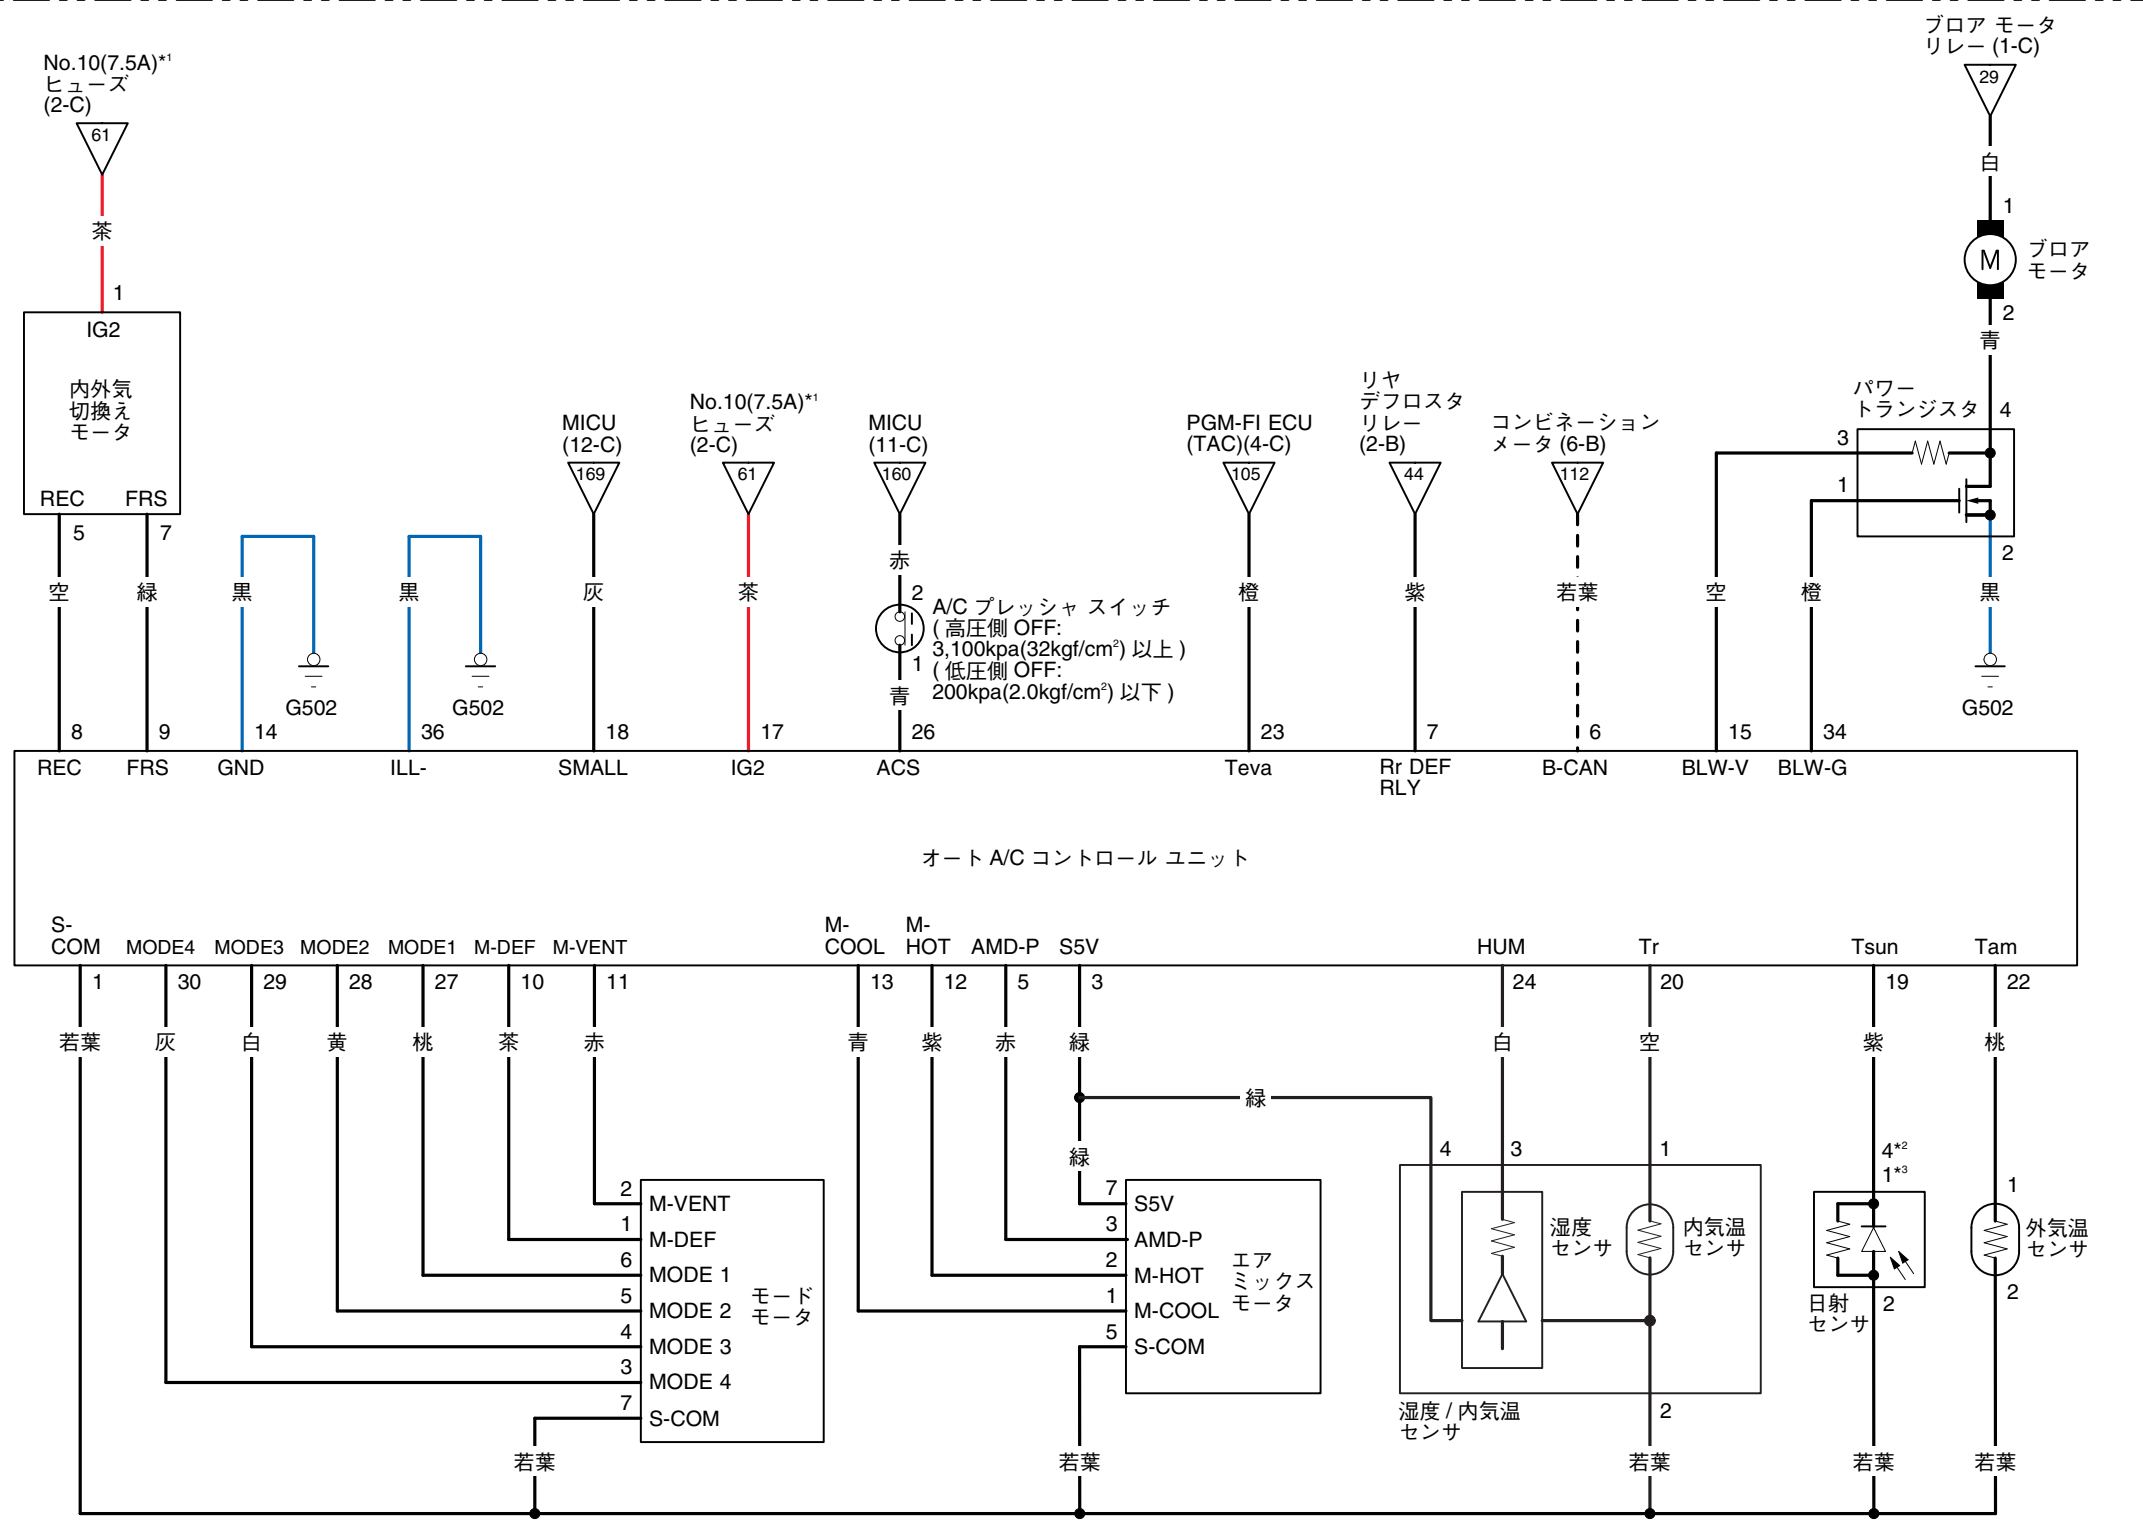 No.10(7.5A)*1
ヒューズ
(2-C)
61
茶
1
IG2
内外気
切換え
モータ
REC
FRS
5
7
空
緑
8
9
黒
G502
14
黒
G502
36
MICU
(12-C)
169
灰
18
No.10(7.5A)*1
ヒューズ
(2-C)
61
茶
17
MICU
(11-C)
160
赤
2
A/C プレッシャ スイッチ
( 高圧側 OFF:
3,100kpa(32kgf/cm²) 以上 )
( 低圧側 OFF:
200kpa(2.0kgf/cm²) 以下 )
1
青
26
PGM-FI ECU
(TAC)(4-C)
105
橙
23
リヤ
デフロスタ
リレー
(2-B)
44
紫
7
コンビネーション
メータ (6-B)
112
若葉
6
ブロア モータ
リレー (1-C)
29
白
1
M
ブロア
モータ
2
青
パワー
トランジスタ
4
3
1
2
空
橙
黒
G502
15
34
REC
FRS
GND
ILL-
SMALL
IG2
ACS
Teva
Rr DEF
RLY
B-CAN
BLW-V
BLW-G
オート A/C コントロール ユニット
S-
COM
MODE4
MODE3
MODE2
MODE1
M-DEF
M-VENT
M-
COOL
M-
HOT
AMD-P
S5V
HUM
Tr
Tsun
Tam
1
30
29
28
27
10
11
13
12
5
3
24
20
19
22
若葉
灰
白
黄
桃
茶
赤
青
紫
赤
緑
白
空
紫
桃
緑
緑
2
M-VENT
1
M-DEF
6
MODE 1
5
MODE 2
4
MODE 3
3
MODE 4
7
S-COM
モード
モータ
若葉
7
S5V
3
AMD-P
2
M-HOT
1
M-COOL
5
S-COM
エア
ミックス
モータ
若葉
4
3
1
湿度
センサ
内気温
センサ
湿度 / 内気温
センサ
2
若葉
4*2
1*3
日射
センサ
2
若葉
1
外気温
センサ
2
若葉